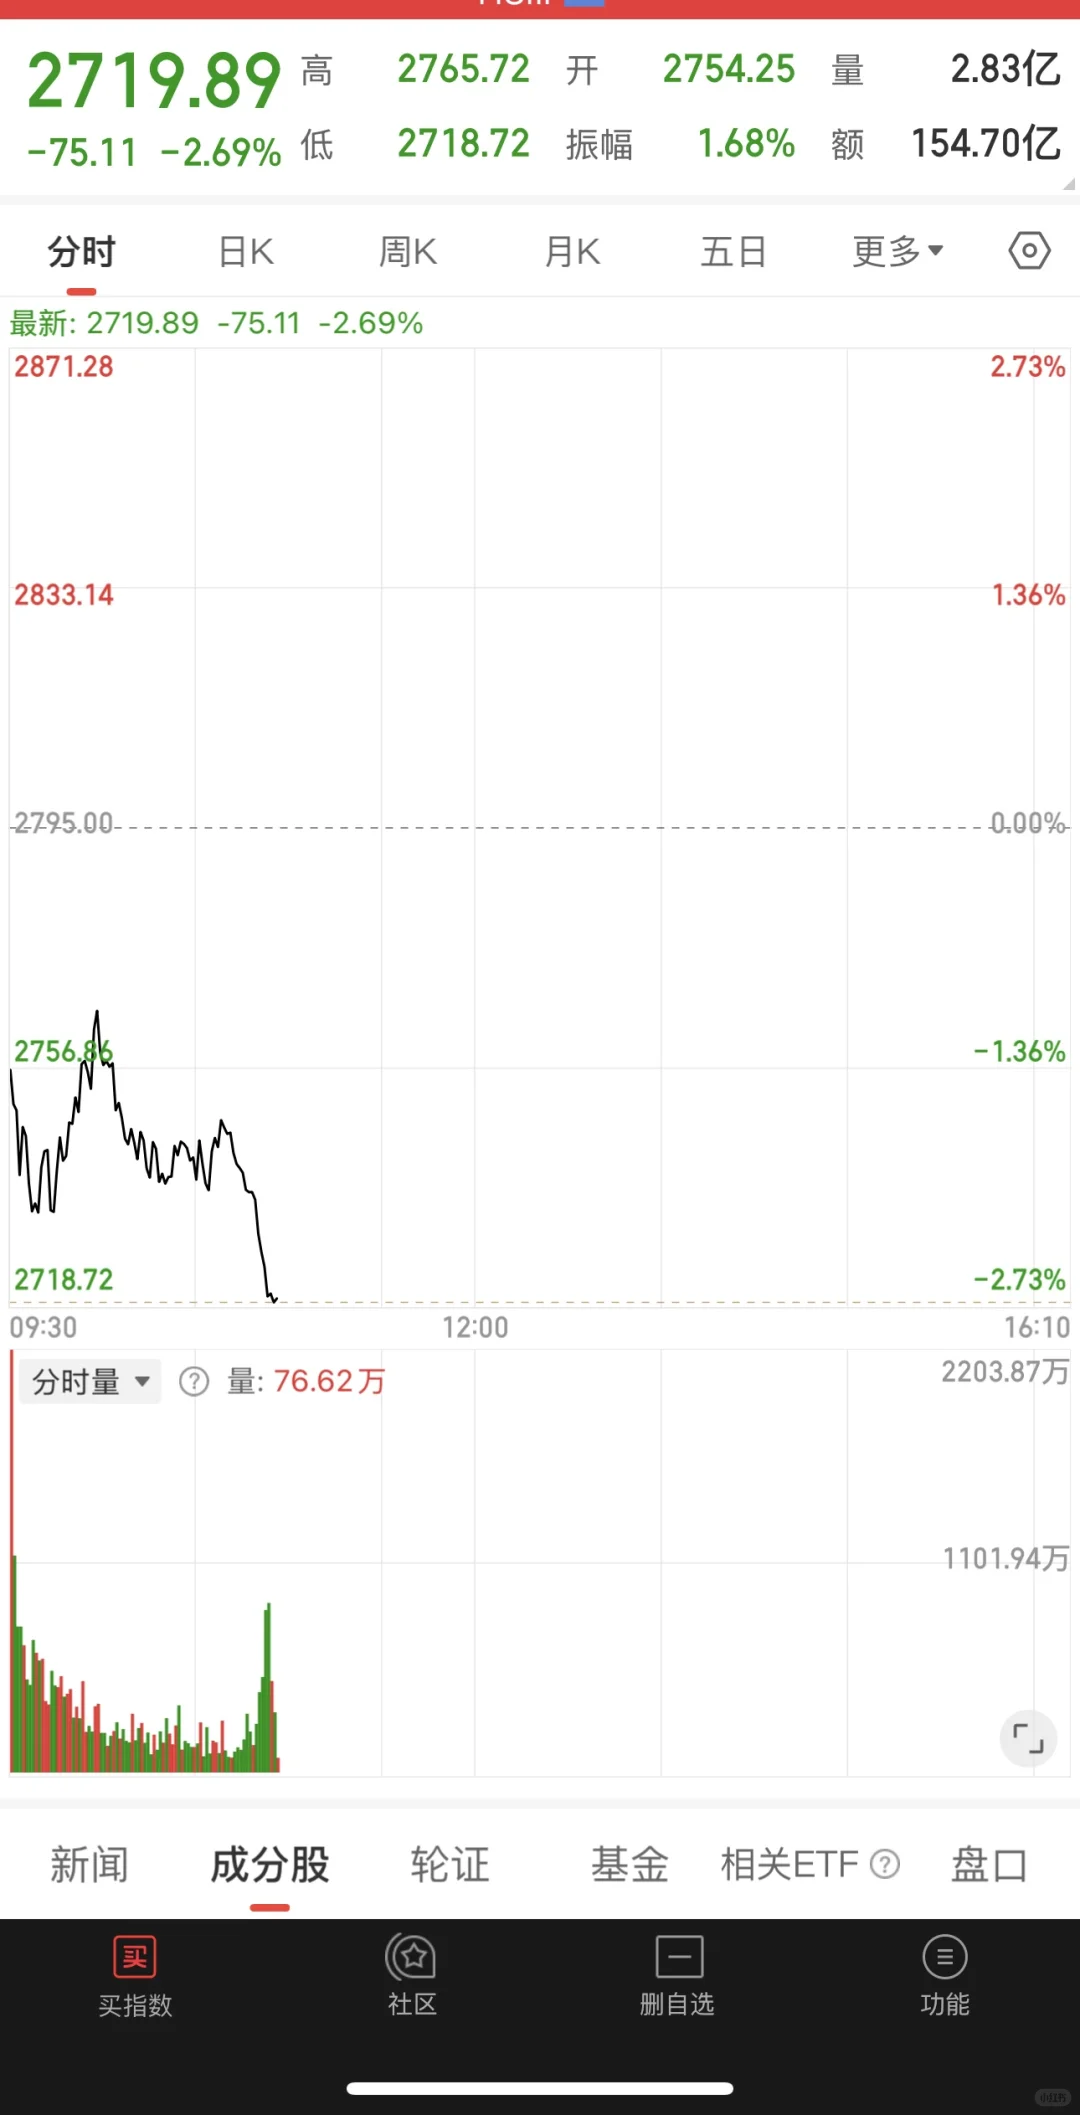 2719.89 高 2765.72 开 2754.25 量 2.83亿
-75.11 -2.69% 低 2718.72 振幅 1.68% 额 154.70亿
分时 日K 周K 月K 五日 更多
最新: 2719.89 -75.11 -2.69%
2871.28 2.73%
2833.14 1.36%
2795.00 0.00%
2756.86 -1.36%
2718.72 -2.73%
09:30 12:00 16:10
分时量 ? 量: 76.62万 2203.87万
1101.94万
新闻 成分股 轮证 基金 相关ETF ? 盘口
买
买指数 社区 删自选 功能
小红书